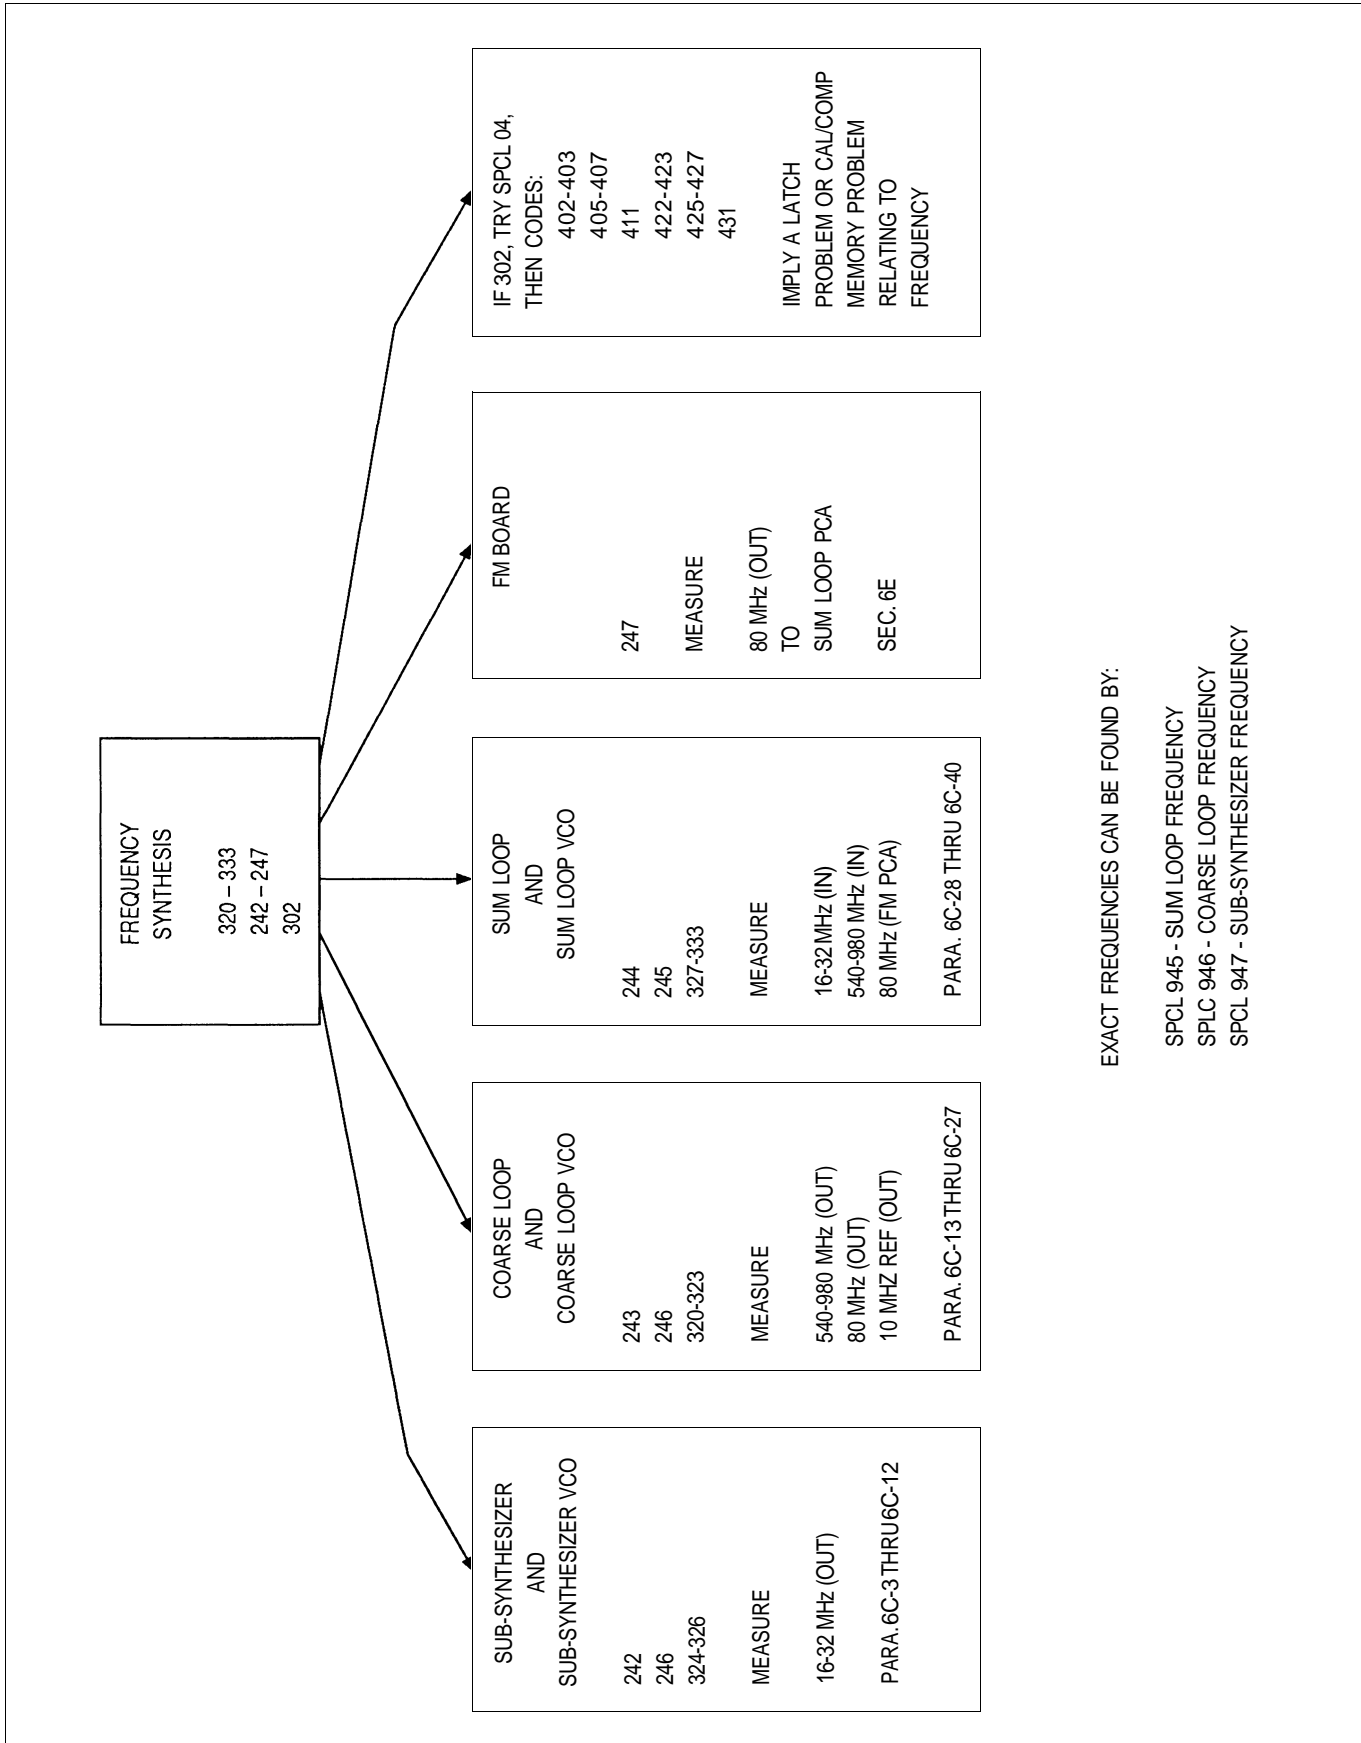 FREQUENCY
SYNTHESIS
320 – 333
242 – 247
302
SUB-SYNTHESIZER
AND
SUB-SYNTHESIZER VCO
242
246
324-326
MEASURE
16-32 MHz (OUT)
PARA. 6C-3 THRU 6C-12
COARSE LOOP
AND
COARSE LOOP VCO
243
246
320-323
MEASURE
540-980 MHz (OUT)
80 MHz (OUT)
10 MHZ REF (OUT)
PARA. 6C-13 THRU 6C-27
SUM LOOP
AND
SUM LOOP VCO
244
245
327-333
MEASURE
16-32 MHz (IN)
540-980 MHz (IN)
80 MHz (FM PCA)
PARA. 6C-28 THRU 6C-40
FM BOARD
247
MEASURE
80 MHz (OUT)
TO
SUM LOOP PCA
SEC. 6E
IF 302, TRY SPCL 04,
THEN CODES:
402-403
405-407
411
422-423
425-427
431
IMPLY A LATCH
PROBLEM OR CAL/COMP
MEMORY PROBLEM
RELATING TO
FREQUENCY
EXACT FREQUENCIES CAN BE FOUND BY:
SPCL 945 - SUM LOOP FREQUENCY
SPLC 946 - COARSE LOOP FREQUENCY
SPCL 947 - SUB-SYNTHESIZER FREQUENCY